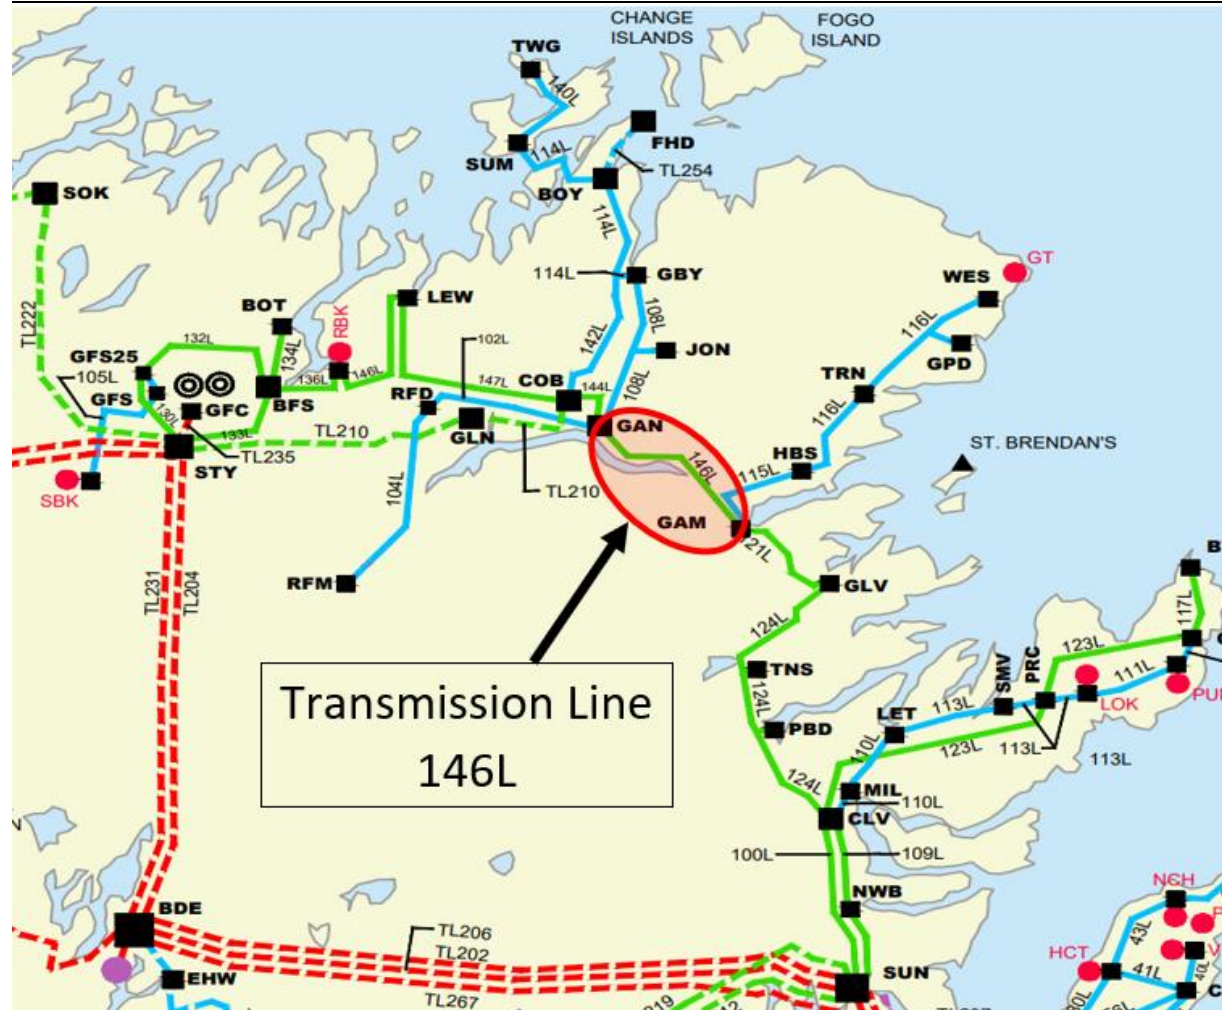 CHANGE
ISLANDS
FOGO
ISLAND
TWG
140L
FHD
SUM
114L
TL254
BOY
SOK
114L
GT
114L
GBY
WES
TL222
BOT
RBK
LEW
108L
116L
142L
132L
134L
102L
JON
GPD
GFS25
105L
136L
146L
147L
COB
144L
108L
TRN
GFS
GFC
BFS
RFD
130L
133L
TL210
GLN
GAN
116L
STY
TL235
HBS
ST. BRENDAN'S
SBK
104L
TL210
146L
115L
GAM
121L
RFM
GLV
B
TL231
TL204
124L
117L
123L
TNS
SMV
PRC
111L
Transmission Line
146L
124L
PBD
LET
113L
LOK
PU
110L
123L
113L
113L
124L
MIL
110L
CLV
100L
109L
NWB
NCH
BDE
TL206
TL202
43L
P
V
HCT
41L
40L
EHW
SUN
TL267
C